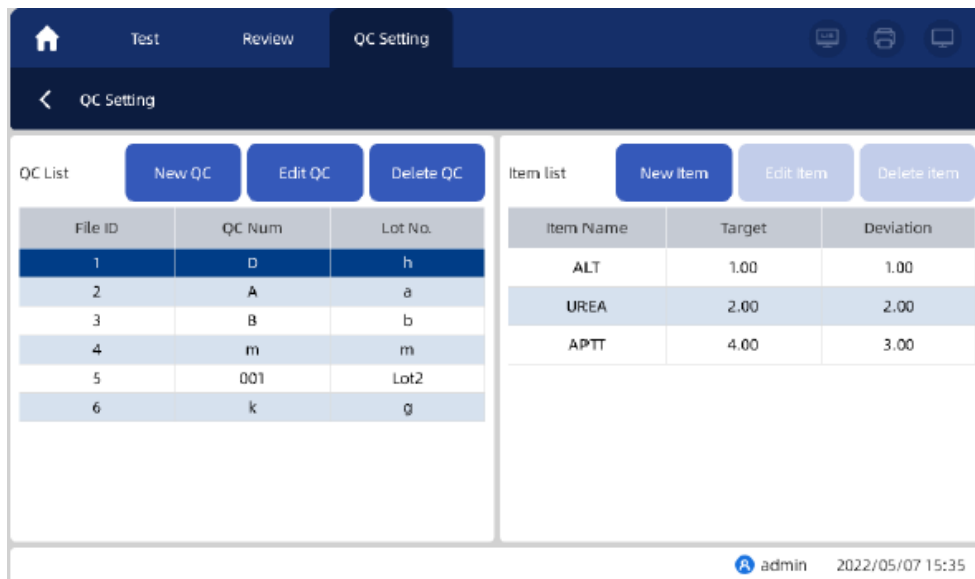 Test Review QC Setting
QC Setting
QC List New QC Edit QC Delete QC
File ID QC Num Lot No.
1 D h
2 A a
3 B b
4 m m
5 001 Lot2
6 k g
Item list New Item Edit Item Delete item
Item Name Target Deviation
ALT 1.00 1.00
UREA 2.00 2.00
APTT 4.00 3.00
admin 2022/05/07 15:35